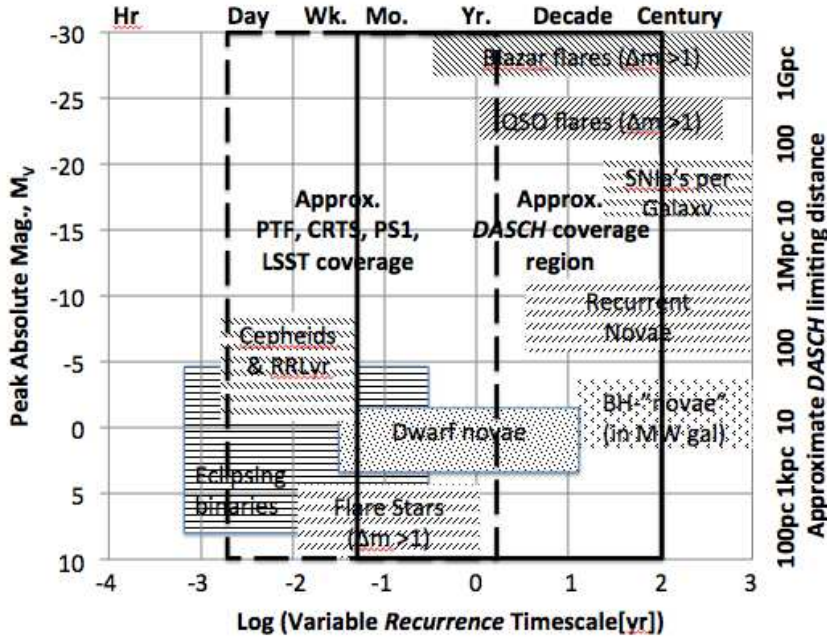 Hr Day Wk. Mo. Yr. Decade Century
-30
-25
-20
-15
-10
-5
0
5
10
Peak Absolute Mag., Mv
Blazar flares (Δm >1)
QSO flares (Δm >1)
SNIa's per
Galaxy
Approx.
PTF, CRTS, PS1,
LSST coverage
Approx.
DASCH coverage
region
Recurrent
Novae
Cepheids
& RRLyr
BH-"novae"
(in MW gal)
Dwarf novae
Eclipsing
binaries
Flare Stars
(Δm >1)
100pc 1kpc 10 100 1Mpc 10 100 1Gpc
Approximate DASCH limiting distance
-4 -3 -2 -1 0 1 2 3
Log (Variable Recurrence Timescale[yr])